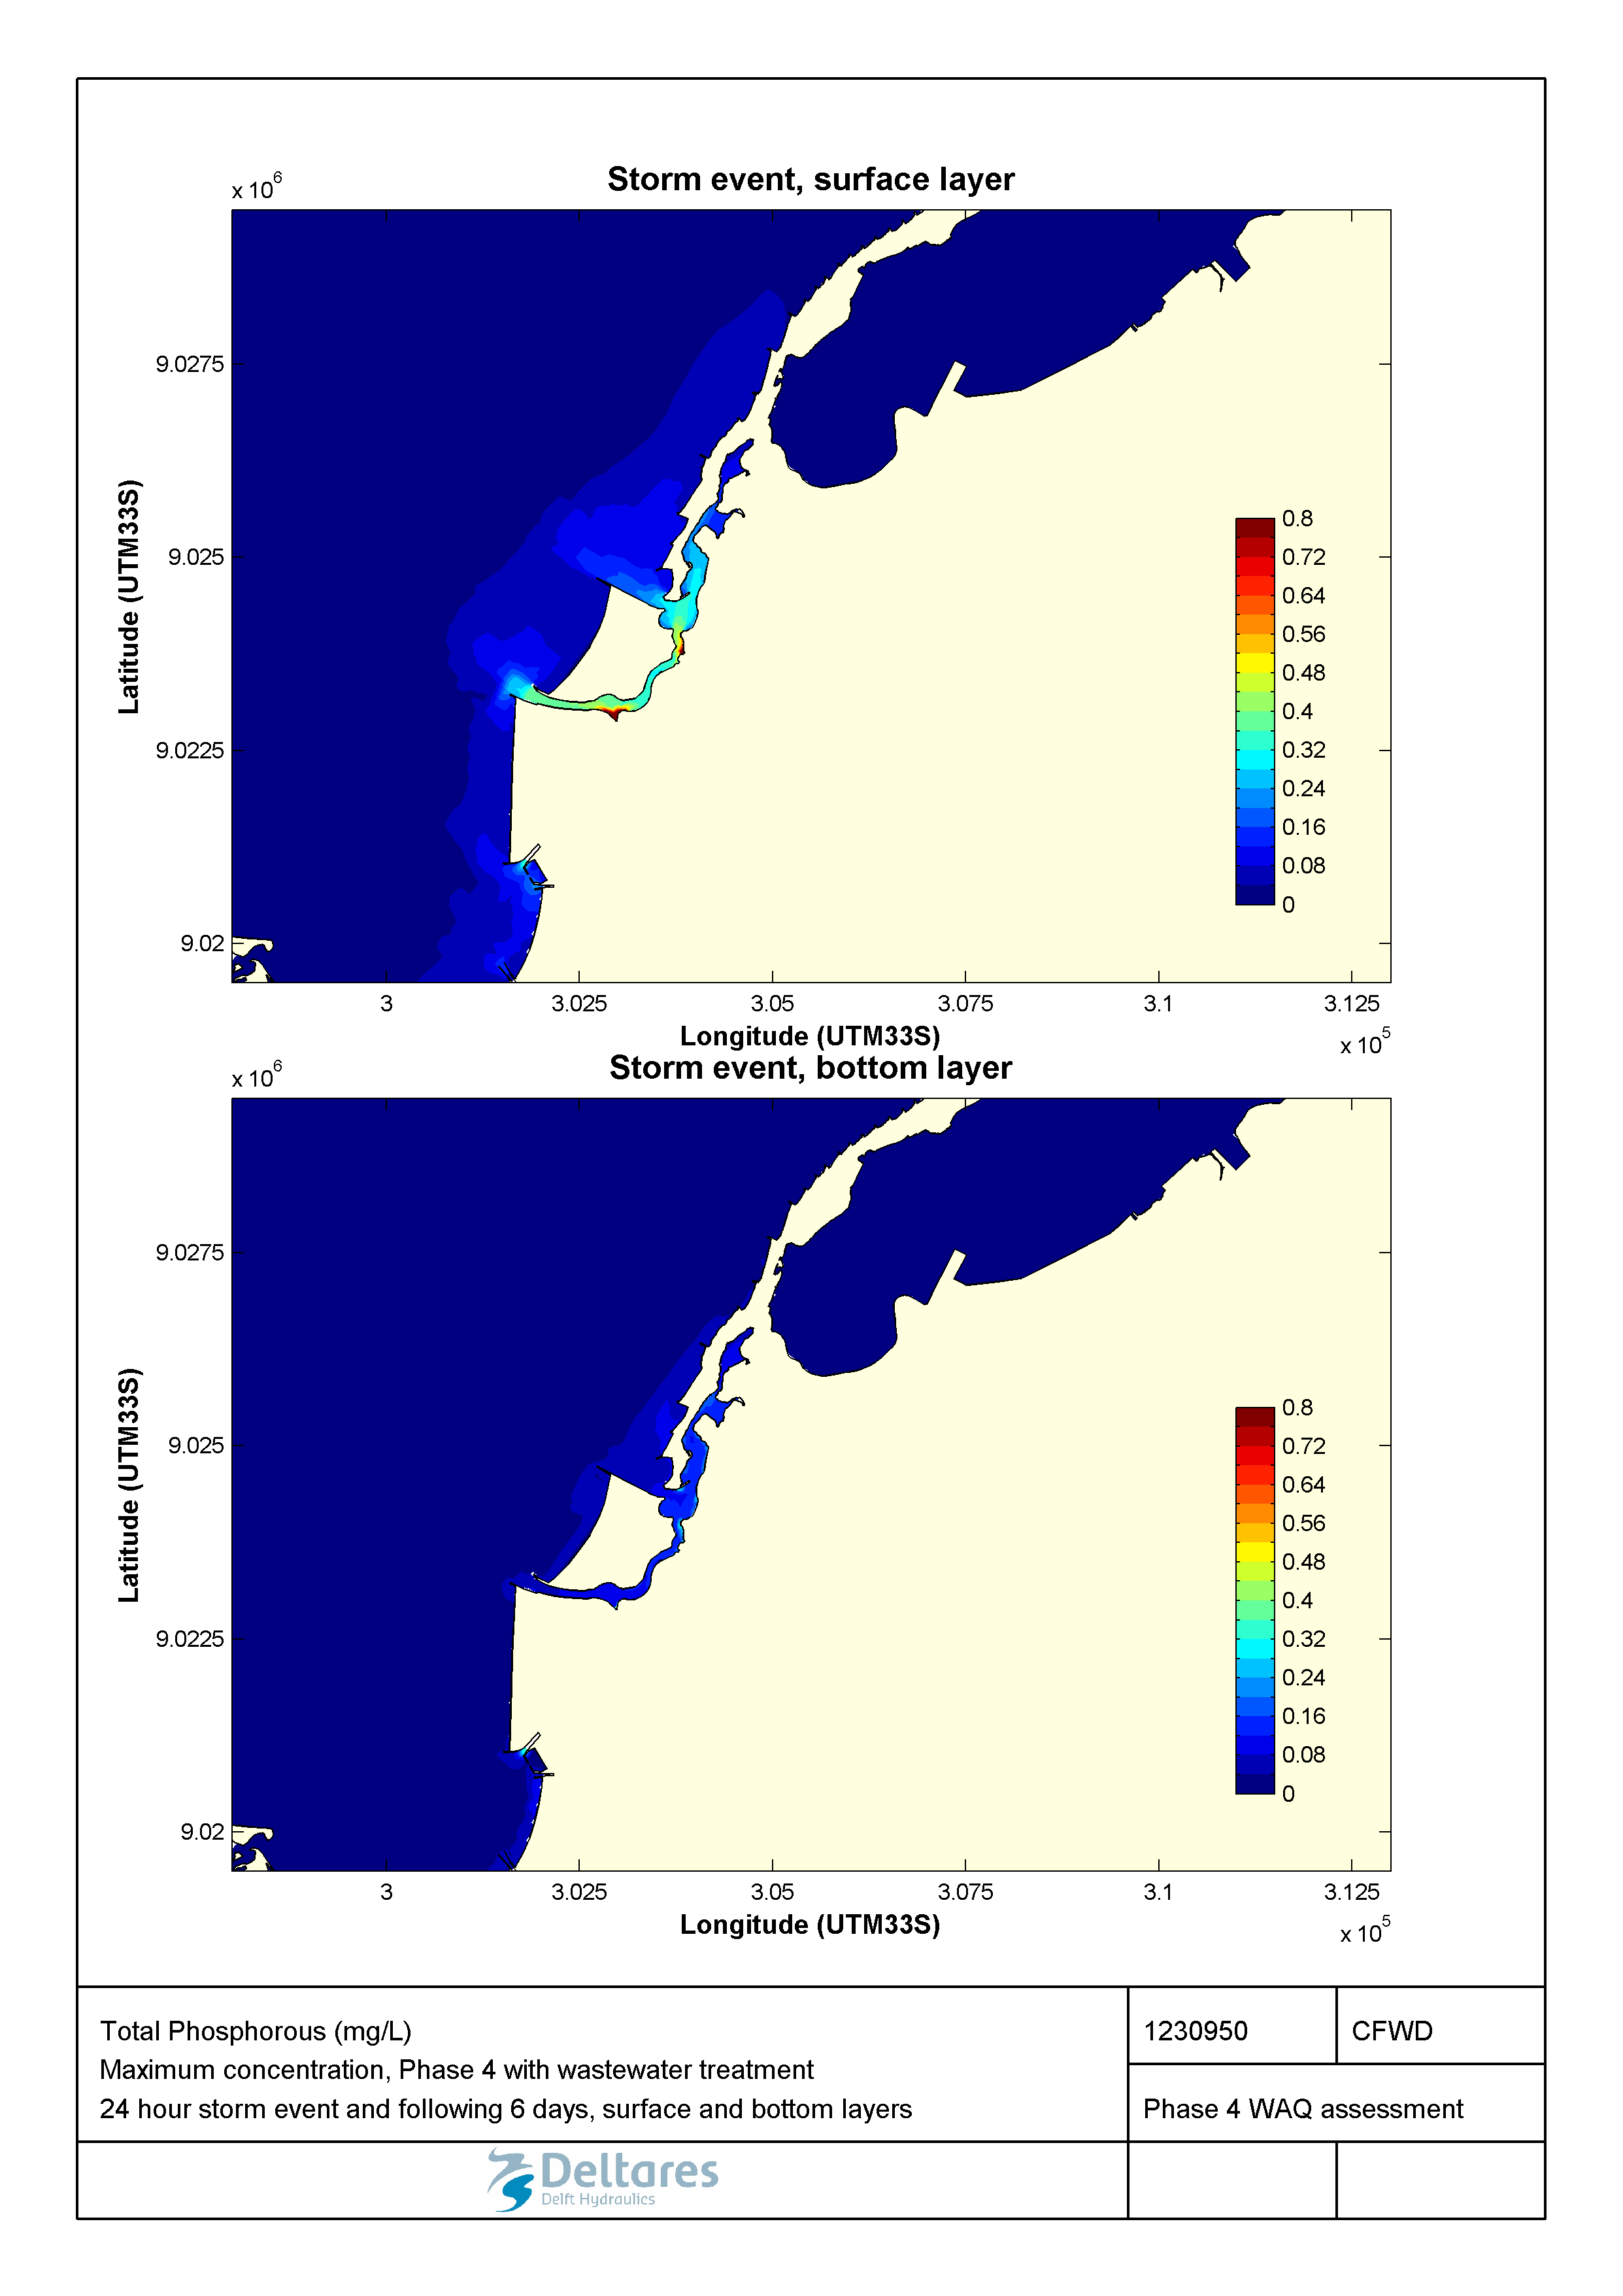 Storm event, surface layer
x 10^6
9.0275
9.025
9.0225
9.02
Latitude (UTM33S)
0.8
0.72
0.64
0.56
0.48
0.4
0.32
0.24
0.16
0.08
0
3 3.025 3.05 3.075 3.1 3.125
Longitude (UTM33S)
x 10^5
Storm event, bottom layer
x 10^6
9.0275
9.025
9.0225
9.02
Latitude (UTM33S)
0.8
0.72
0.64
0.56
0.48
0.4
0.32
0.24
0.16
0.08
0
3 3.025 3.05 3.075 3.1 3.125
Longitude (UTM33S)
x 10^5
Total Phosphorous (mg/L)
Maximum concentration, Phase 4 with wastewater treatment
24 hour storm event and following 6 days, surface and bottom layers
1230950
CFWD
Phase 4 WAQ assessment
Deltares
Delft Hydraulics